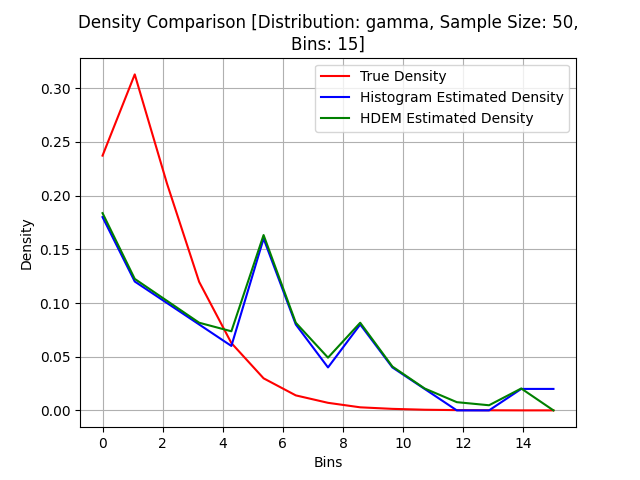 Density Comparison [Distribution: gamma, Sample Size: 50,
Bins: 15]
True Density
Histogram Estimated Density
HDEM Estimated Density
Density
0.30
0.25
0.20
0.15
0.10
0.05
0.00
0 2 4 6 8 10 12 14
Bins